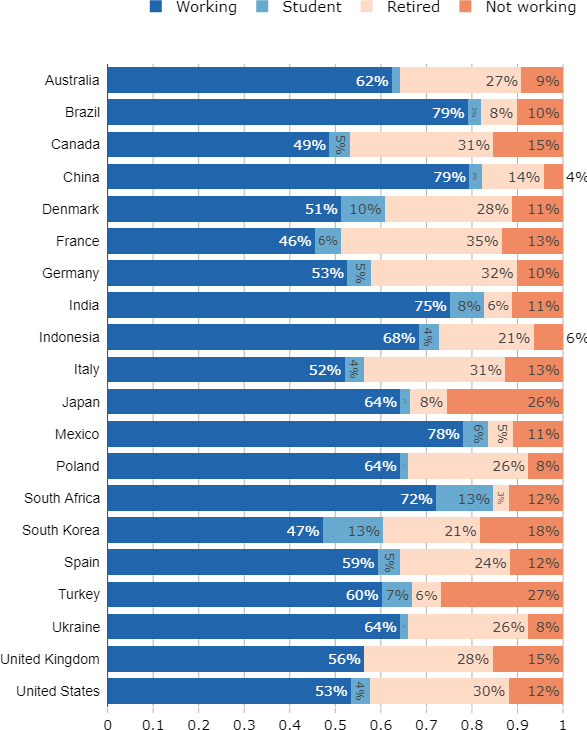 Working Student Retired Not working
Australia 62% 27% 9%
Brazil 79% 3% 8% 10%
Canada 49% 5% 31% 15%
China 79% 14% 4%
Denmark 51% 10% 28% 11%
France 46% 6% 35% 13%
Germany 53% 5% 32% 10%
India 75% 8% 6% 11%
Indonesia 68% 4% 21% 6%
Italy 52% 4% 31% 13%
Japan 64% 8% 26%
Mexico 78% 6% 5% 11%
Poland 64% 26% 8%
South Africa 72% 13% 3% 12%
South Korea 47% 13% 21% 18%
Spain 59% 5% 24% 12%
Turkey 60% 7% 6% 27%
Ukraine 64% 26% 8%
United Kingdom 56% 28% 15%
United States 53% 4% 30% 12%
0 0.1 0.2 0.3 0.4 0.5 0.6 0.7 0.8 0.9 1